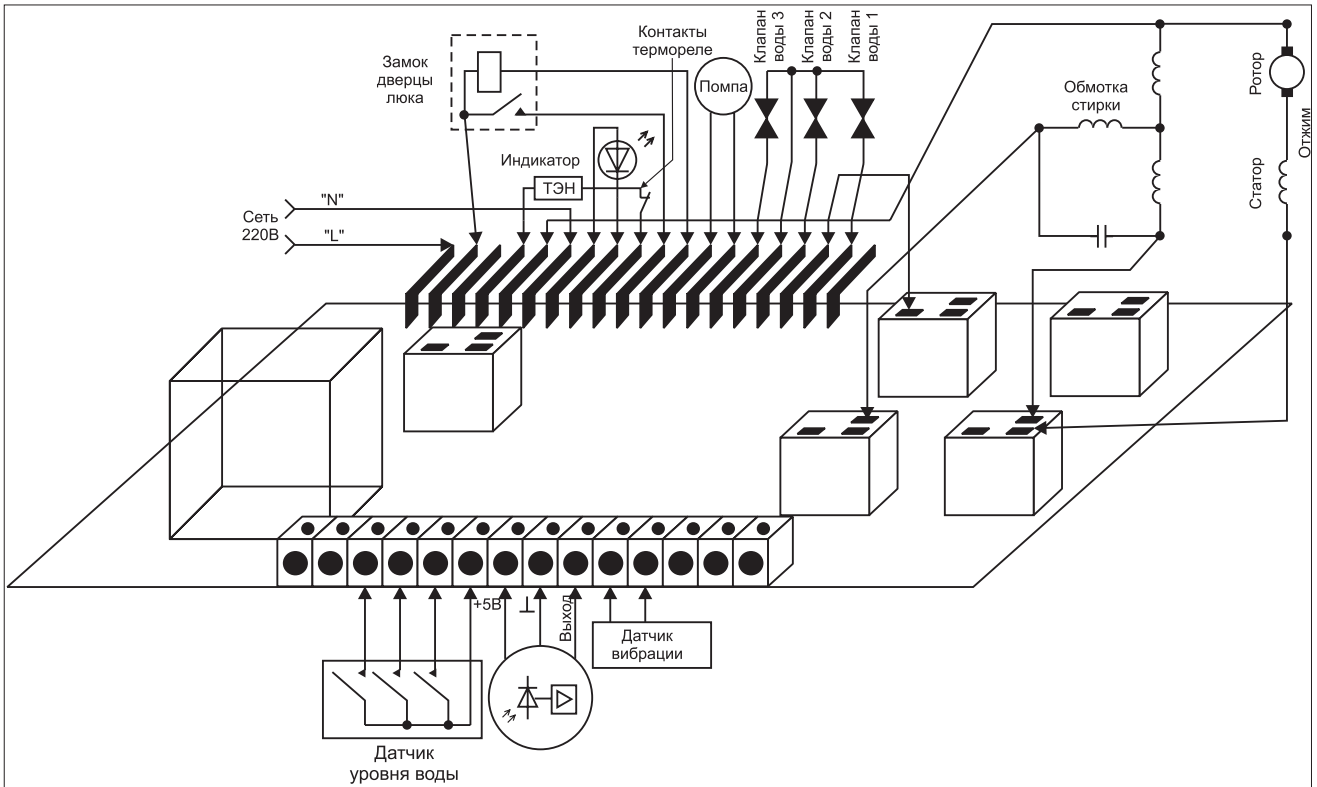 Замок
дверцы
люка
Контакты
термореле
Помпа
Клапан
воды 3
Клапан
воды 2
Клапан
воды 1
Обмотка
стирки
Ротор
Статор
Отжим
Индикатор
ТЭН
Сеть
220В
"N"
"L"
+5В
Выход
Датчик
вибрации
Датчик
уровня воды